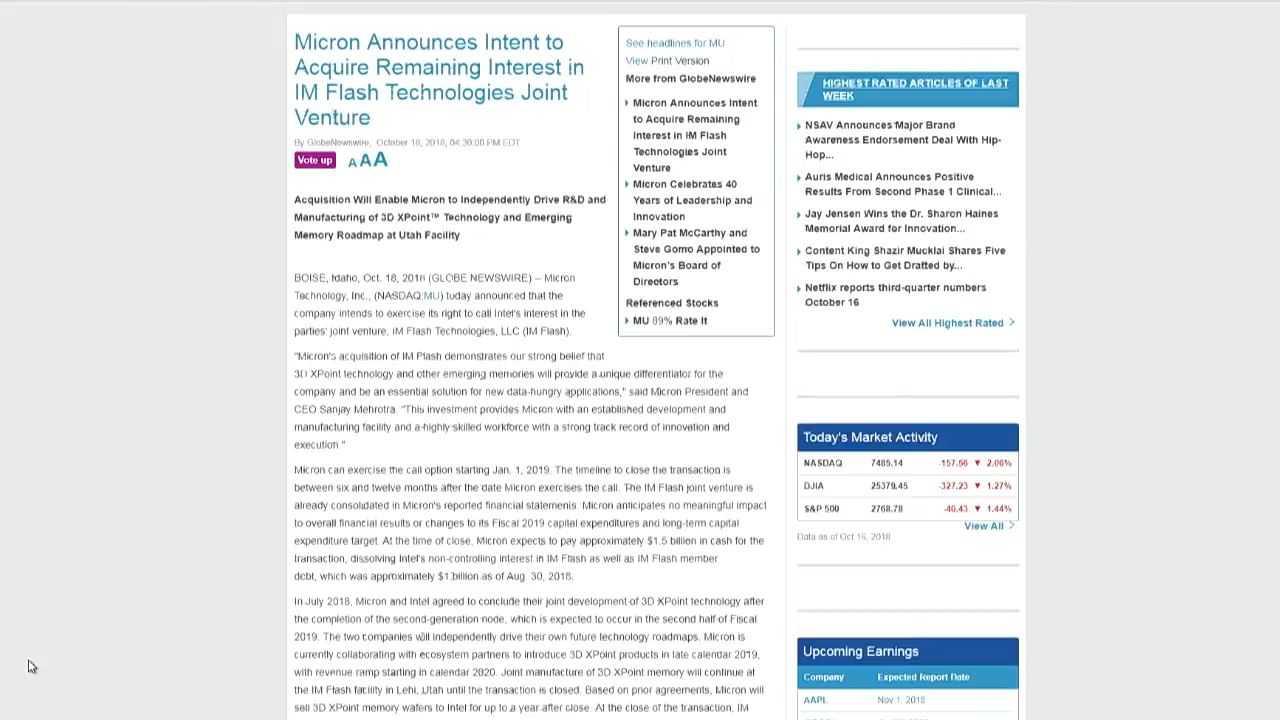 Micron Announces Intent to
Acquire Remaining Interest in
IM Flash Technologies Joint
Venture
By GlobeNewswire, October 18, 2018, 04:30:00 PM EDT
Vote up A A A
Acquisition Will Enable Micron to Independently Drive R&D and
Manufacturing of 3D XPoint™ Technology and Emerging
Memory Roadmap at Utah Facility
BOISE, Idaho, Oct. 18, 2018 (GLOBE NEWSWIRE) -- Micron
Technology, Inc., (NASDAQ:MU) today announced that the
company intends to exercise its right to call Intel's interest in the
parties' joint venture, IM Flash Technologies, LLC (IM Flash).
"Micron's acquisition of IM Flash demonstrates our strong belief that
3D XPoint technology and other emerging memories will provide a unique differentiator for the
company and be an essential solution for new data-hungry applications," said Micron President and
CEO Sanjay Mehrotra. "This investment provides Micron with an established development and
manufacturing facility and a highly-skilled workforce with a strong track record of innovation and
execution."
Micron can exercise the call option starting Jan. 1, 2019. The timeline to close the transaction is
between six and twelve months after the date Micron exercises the call. The IM Flash joint venture is
already consolidated in Micron's reported financial statements. Micron anticipates no meaningful impact
to overall financial results or changes to its Fiscal 2019 capital expenditures and long-term capital
expenditure target. At the time of close, Micron expects to pay approximately $1.5 billion in cash for the
transaction, dissolving Intel's non-controlling interest in IM Flash as well as IM Flash member
debt, which was approximately $1 billion as of Aug. 30, 2018.
In July 2018, Micron and Intel agreed to conclude their joint development of 3D XPoint technology after
the completion of the second-generation node, which is expected to occur in the second half of Fiscal
2019. The two companies will independently drive their own future technology roadmaps. Micron is
currently collaborating with ecosystem partners to introduce 3D XPoint products in late calendar 2019,
with revenue ramp starting in calendar 2020. Joint manufacture of 3D XPoint memory will continue at
the IM Flash facility in Lehi, Utah until the transaction is closed. Based on prior agreements, Micron will
sell 3D XPoint memory wafers to Intel for up to a year after close. At the close of the transaction, IM
See headlines for MU
View Print Version
More from GlobeNewswire
Micron Announces Intent
to Acquire Remaining
Interest in IM Flash
Technologies Joint
Venture
Micron Celebrates 40
Years of Leadership and
Innovation
Mary Pat McCarthy and
Steve Gomo Appointed to
Micron's Board of
Directors
Referenced Stocks
MU 89% Rate It
HIGHEST RATED ARTICLES OF LAST
WEEK
NSAV Announces Major Brand
Awareness Endorsement Deal With Hip-
Hop...
Auris Medical Announces Positive
Results From Second Phase 1 Clinical...
Jay Jensen Wins the Dr. Sharon Haines
Memorial Award for Innovation...
Content King Shazir Mucklai Shares Five
Tips On How to Get Drafted by...
Netflix reports third-quarter numbers
October 16
View All Highest Rated
Today's Market Activity
NASDAQ 7485.14 -157.56 ▼ 2.06%
DJIA 25379.45 -327.23 ▼ 1.27%
S&P 500 2768.78 -40.43 ▼ 1.44%
View All
Data as of Oct 18, 2018
Upcoming Earnings
Company Expected Report Date
AAPL Nov 1, 2018